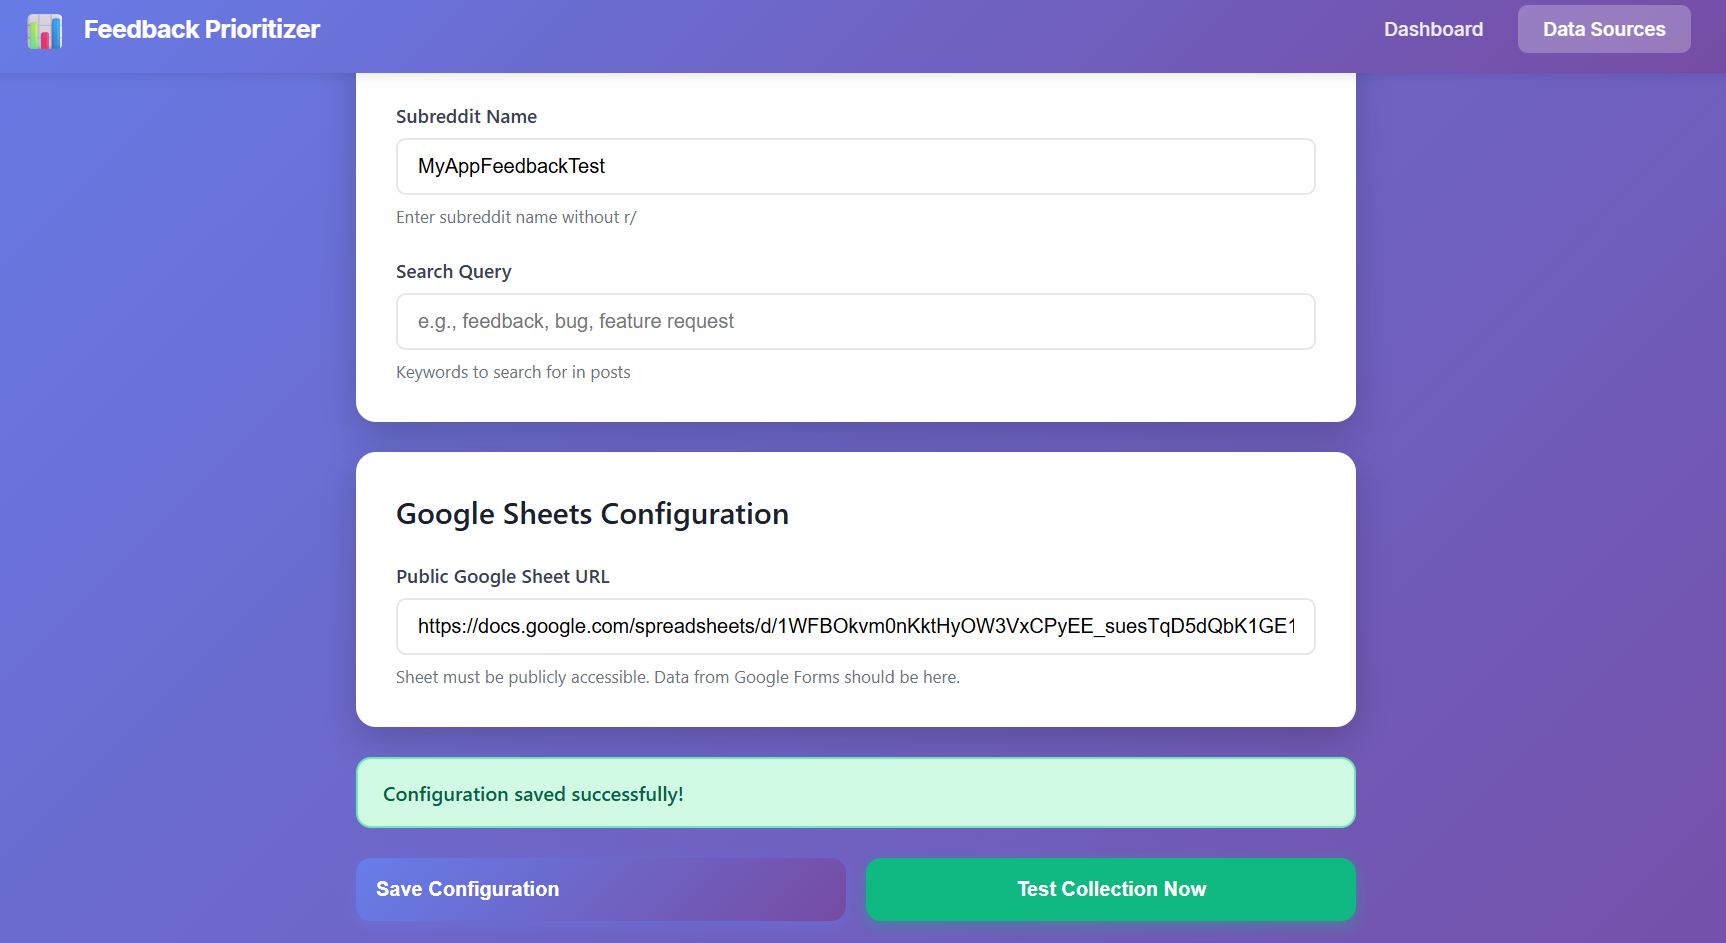 Feedback Prioritizer
Dashboard
Data Sources
Subreddit Name
MyAppFeedbackTest
Enter subreddit name without r/
Search Query
e.g., feedback, bug, feature request
Keywords to search for in posts
Google Sheets Configuration
Public Google Sheet URL
https://docs.google.com/spreadsheets/d/1WFBOkvm0nKktHyOW3VxCPyEE_suesTqD5dQbK1GE1
Sheet must be publicly accessible. Data from Google Forms should be here.
Configuration saved successfully!
Save Configuration
Test Collection Now